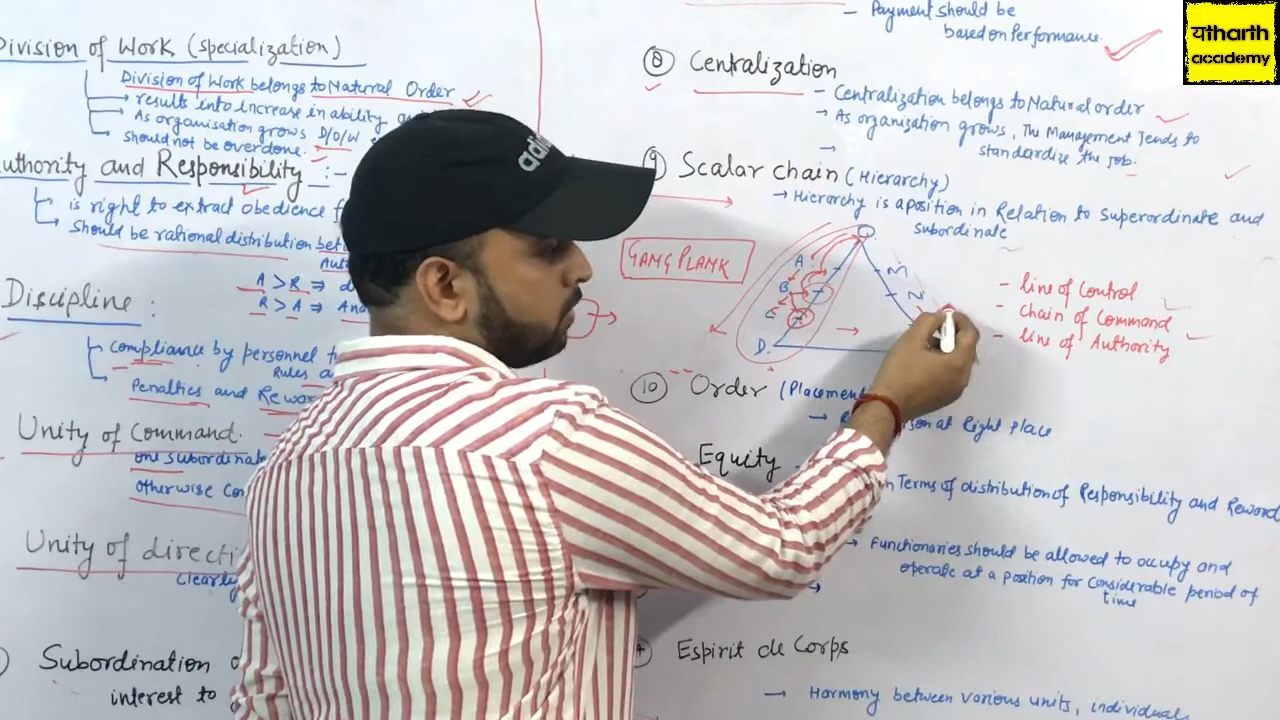 Division of Work (specialization)
Division of Work belongs to Natural Order
results into increase in ability
As organisation grows D/O/W
should not be overdone.
Authority and Responsibility :-
is right to extract obedience
should be rational distribution bet
A > R ⇒
R > A ⇒
Discipline :
compliance by personnel
Rules
Penalties and
Unity of Command.
one subordinate
otherwise
Unity of
Clearly
Subordination
interest to
Payment should be
based on Performance.
यथार्थ
academy
8 Centralization
Centralization belongs to Natural order
As organization grows, The Management Tends to
standardize the job.
9 Scalar chain (Hierarchy)
Hierarchy is a position in Relation to superordinate and
subordinate
GANG PLANK
A
B
C
D
- line of Control
- chain of Command
- line of Authority
10 Order (Placement
at Right Place
Equity
in Terms of distribution of Responsibility and Reward
Functionaries should be allowed to occupy and
operate at a position for Considerable period of
time
Espirit de Corps
Harmony between various units, individuals